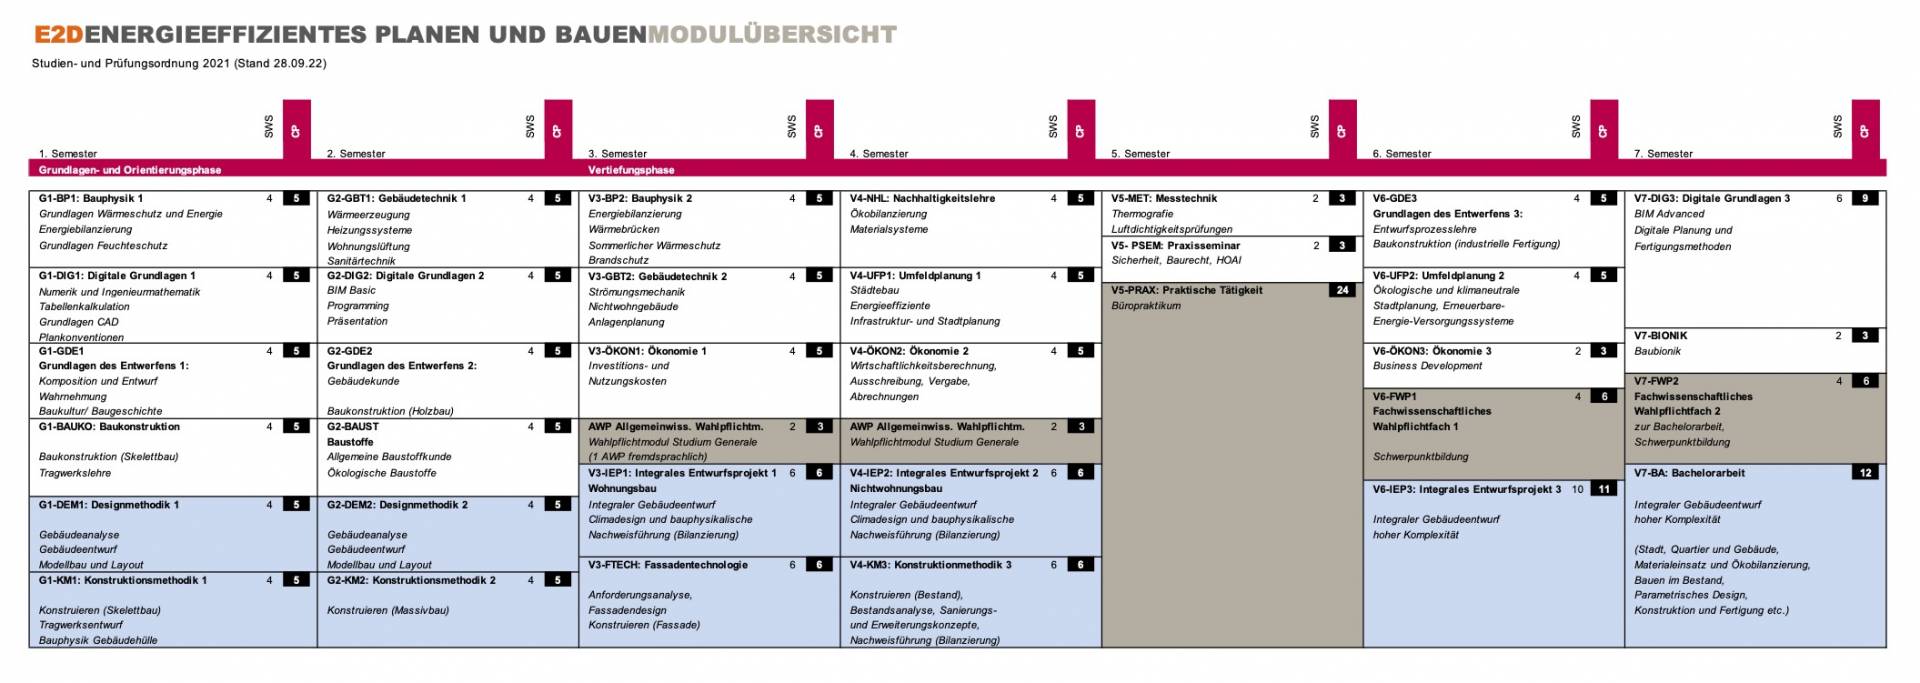 E2DENERGIEEFFIZIENTES PLANEN UND BAUENMODULÜBERSICHT
Studien- und Prüfungsordnung 2021 (Stand 28.09.22)
1. Semester SWS CP
2. Semester SWS CP
3. Semester SWS CP
4. Semester SWS CP
5. Semester SWS CP
6. Semester SWS CP
7. Semester SWS CP
Grundlagen- und Orientierungsphase
Vertiefungsphase
G1-BP1: Bauphysik 1 4 5
Grundlagen Wärmeschutz und Energie
Energiebilanzierung
Grundlagen Feuchteschutz
G1-DIG1: Digitale Grundlagen 1 4 5
Numerik und Ingenieurmathematik
Tabellenkalkulation
Grundlagen CAD
Plankonventionen
G1-GDE1 4 5
Grundlagen des Entwerfens 1:
Komposition und Entwurf
Wahrnehmung
Baukultur/ Baugeschichte
G1-BAUKO: Baukonstruktion 4 5
Baukonstruktion (Skelettbau)
Tragwerkslehre
G1-DEM1: Designmethodik 1 4 5
Gebäudeanalyse
Gebäudeentwurf
Modellbau und Layout
G1-KM1: Konstruktionsmethodik 1 4 5
Konstruieren (Skelettbau)
Tragwerksentwurf
Bauphysik Gebäudehülle
G2-GBT1: Gebäudetechnik 1 4 5
Wärmeerzeugung
Heizungssysteme
Wohnungslüftung
Sanitärtechnik
G2-DIG2: Digitale Grundlagen 2 4 5
BIM Basic
Programming
Präsentation
G2-GDE2 4 5
Grundlagen des Entwerfens 2:
Gebäudekunde
Baukonstruktion (Holzbau)
G2-BAUST 4 5
Baustoffe
Allgemeine Baustoffkunde
Ökologische Baustoffe
G2-DEM2: Designmethodik 2 4 5
Gebäudeanalyse
Gebäudeentwurf
Modellbau und Layout
G2-KM2: Konstruktionsmethodik 2 4 5
Konstruieren (Massivbau)
V3-BP2: Bauphysik 2 4 5
Energiebilanzierung
Wärmebrücken
Sommerlicher Wärmeschutz
Brandschutz
V3-GBT2: Gebäudetechnik 2 4 5
Strömungsmechanik
Nichtwohngebäude
Anlagenplanung
V3-ÖKON1: Ökonomie 1 4 5
Investitions- und
Nutzungskosten
AWP Allgemeinwiss. Wahlpflichtm. 2 3
Wahlpflichtmodul Studium Generale
(1 AWP fremdsprachlich)
V3-IEP1: Integrales Entwurfsprojekt 1 6 6
Wohnungsbau
Integraler Gebäudeentwurf
Climadesign und bauphysikalische
Nachweisführung (Bilanzierung)
V3-FTECH: Fassadentechnologie 6 6
Anforderungsanalyse,
Fassadendesign
Konstruieren (Fassade)
V4-NHL: Nachhaltigkeitslehre 4 5
Ökobilanzierung
Materialsysteme
V4-UFP1: Umfeldplanung 1 4 5
Städtebau
Energieeffiziente
Infrastruktur- und Stadtplanung
V4-ÖKON2: Ökonomie 2 4 5
Wirtschaftlichkeitsberechnung,
Ausschreibung, Vergabe,
Abrechnungen
AWP Allgemeinwiss. Wahlpflichtm. 2 3
Wahlpflichtmodul Studium Generale
V4-IEP2: Integrales Entwurfsprojekt 2 6 6
Nichtwohnungsbau
Integraler Gebäudeentwurf
Climadesign und bauphysikalische
Nachweisführung (Bilanzierung)
V4-KM3: Konstruktionmethodik 3 6 6
Konstruieren (Bestand),
Bestandsanalyse, Sanierungs-
und Erweiterungskonzepte,
Nachweisführung (Bilanzierung)
V5-MET: Messtechnik 2 3
Thermografie
Luftdichtigkeitsprüfungen
V5- PSEM: Praxisseminar 2 3
Sicherheit, Baurecht, HOAI
V5-PRAX: Praktische Tätigkeit 24
Büropraktikum
V6-GDE3 4 5
Grundlagen des Entwerfens 3:
Entwurfsprozesslehre
Baukonstruktion (industrielle Fertigung)
V6-UFP2: Umfeldplanung 2 4 5
Ökologische und klimaneutrale
Stadtplanung, Erneuerbare-
Energie-Versorgungssysteme
V6-ÖKON3: Ökonomie 3 2 3
Business Development
V6-FWP1 4 6
Fachwissenschaftliches
Wahlpflichtfach 1
Schwerpunktbildung
V6-IEP3: Integrales Entwurfsprojekt 3 10 11
Integraler Gebäudeentwurf
hoher Komplexität
V7-DIG3: Digitale Grundlagen 3 6 9
BIM Advanced
Digitale Planung und
Fertigungsmethoden
V7-BIONIK 2 3
Baubionik
V7-FWP2 4 6
Fachwissenschaftliches
Wahlpflichtfach 2
zur Bachelorarbeit,
Schwerpunktbildung
V7-BA: Bachelorarbeit 12
Integraler Gebäudeentwurf
hoher Komplexität
(Stadt, Quartier und Gebäude,
Materialeinsatz und Ökobilanzierung,
Bauen im Bestand,
Parametrisches Design,
Konstruktion und Fertigung etc.)